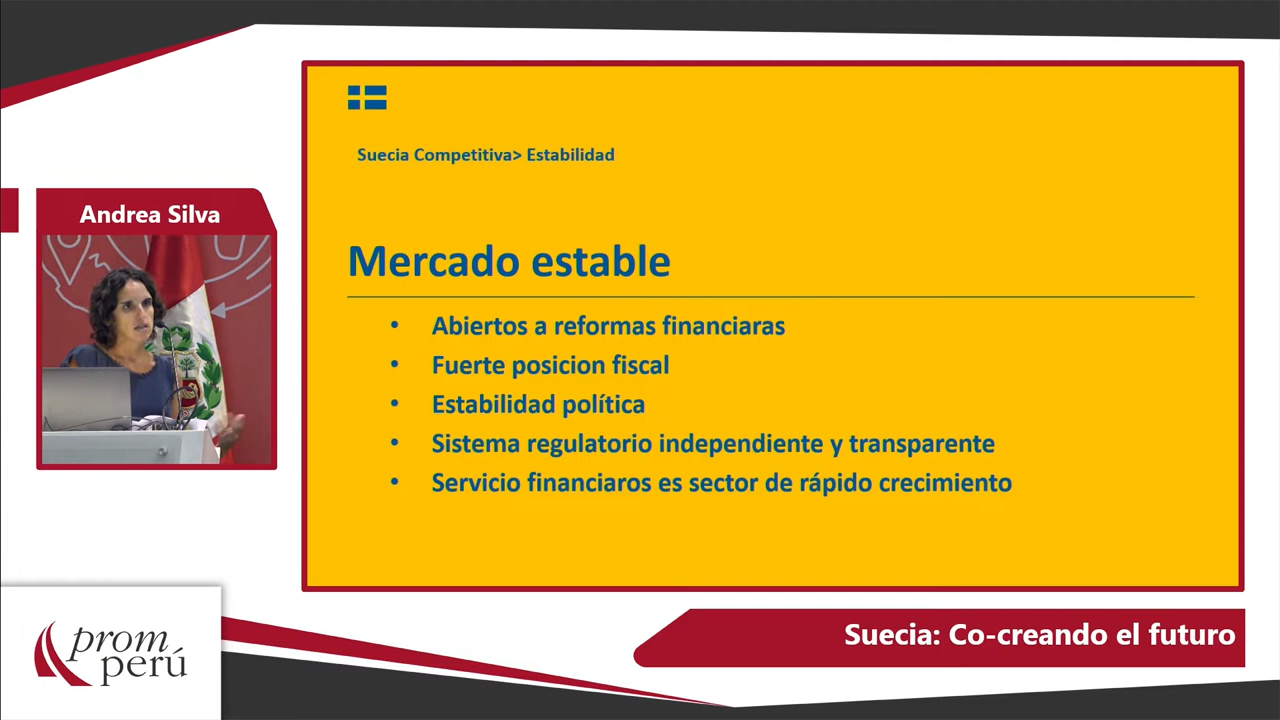 Suecia Competitiva> Estabilidad
Andrea Silva
Mercado estable
• Abiertos a reformas financiaras
• Fuerte posicion fiscal
• Estabilidad política
• Sistema regulatorio independiente y transparente
• Servicio financiaros es sector de rápido crecimiento
Suecia: Co-creando el futuro
prom
perú